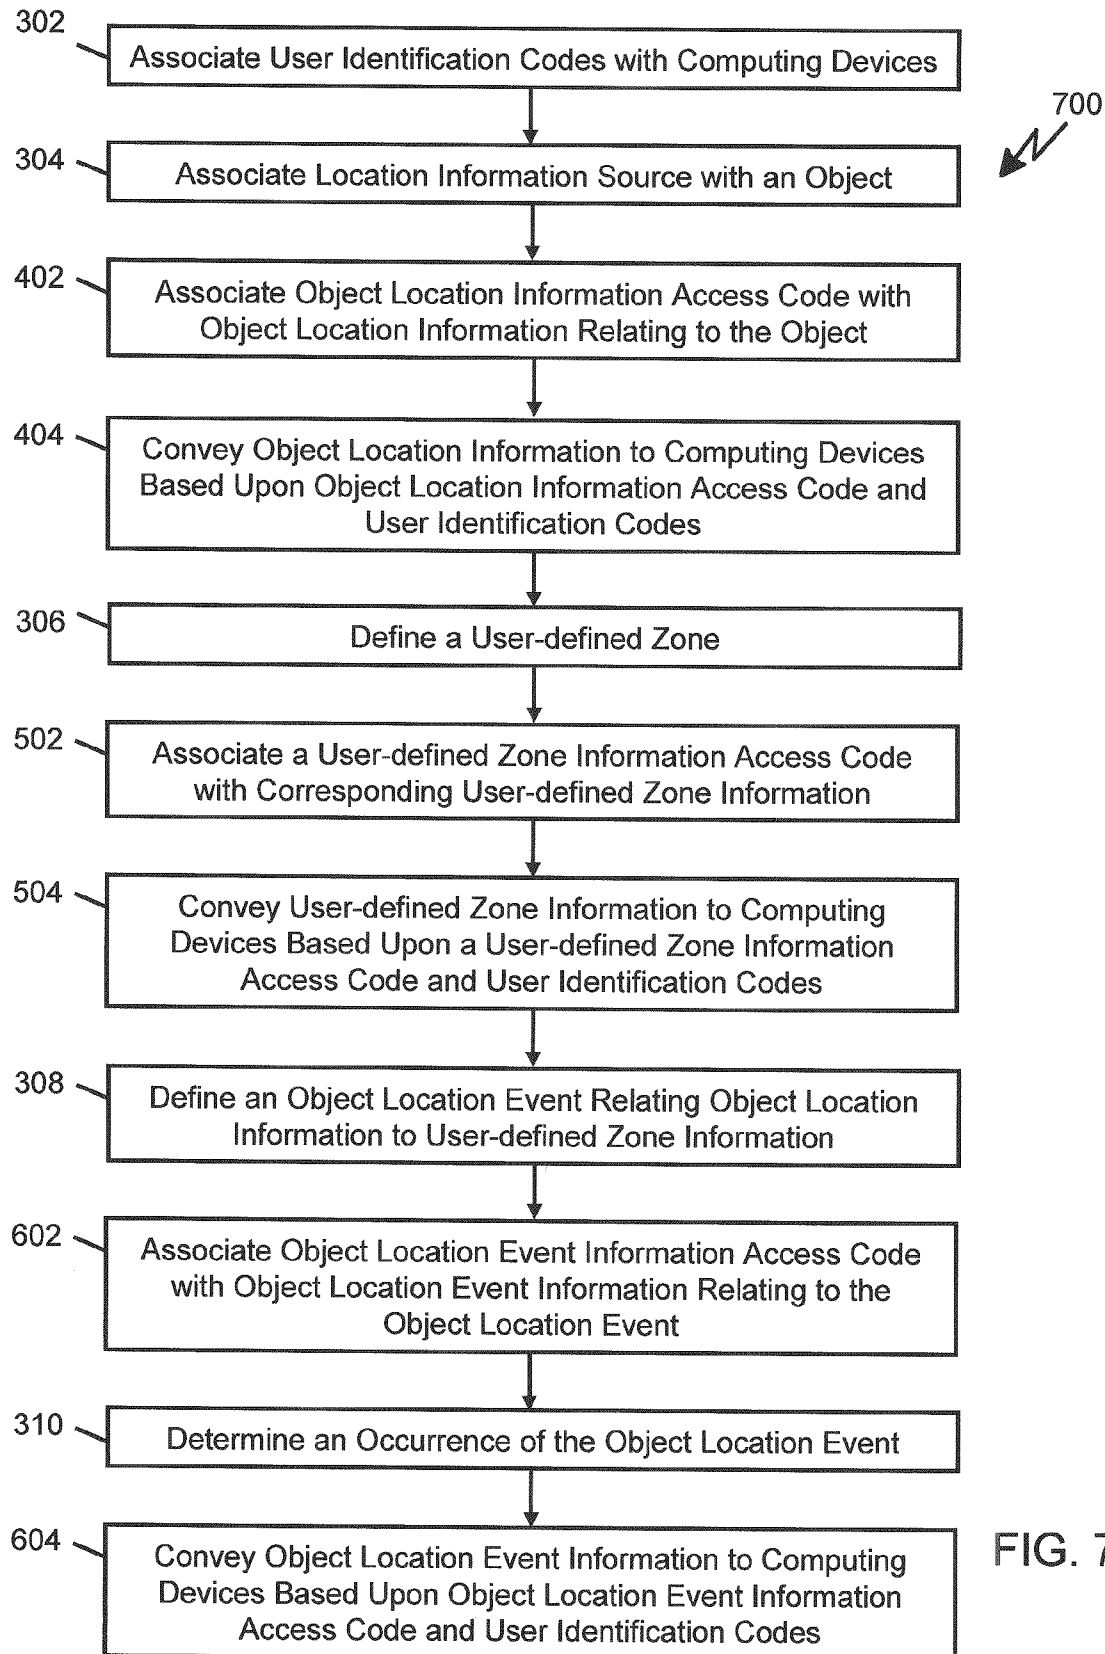 302
Associate User Identification Codes with Computing Devices
700
304
Associate Location Information Source with an Object
402
Associate Object Location Information Access Code with
Object Location Information Relating to the Object
404
Convey Object Location Information to Computing Devices
Based Upon Object Location Information Access Code and
User Identification Codes
306
Define a User-defined Zone
502
Associate a User-defined Zone Information Access Code
with Corresponding User-defined Zone Information
504
Convey User-defined Zone Information to Computing
Devices Based Upon a User-defined Zone Information
Access Code and User Identification Codes
308
Define an Object Location Event Relating Object Location
Information to User-defined Zone Information
602
Associate Object Location Event Information Access Code
with Object Location Event Information Relating to the
Object Location Event
310
Determine an Occurrence of the Object Location Event
604
Convey Object Location Event Information to Computing
Devices Based Upon Object Location Event Information
Access Code and User Identification Codes
FIG. 7